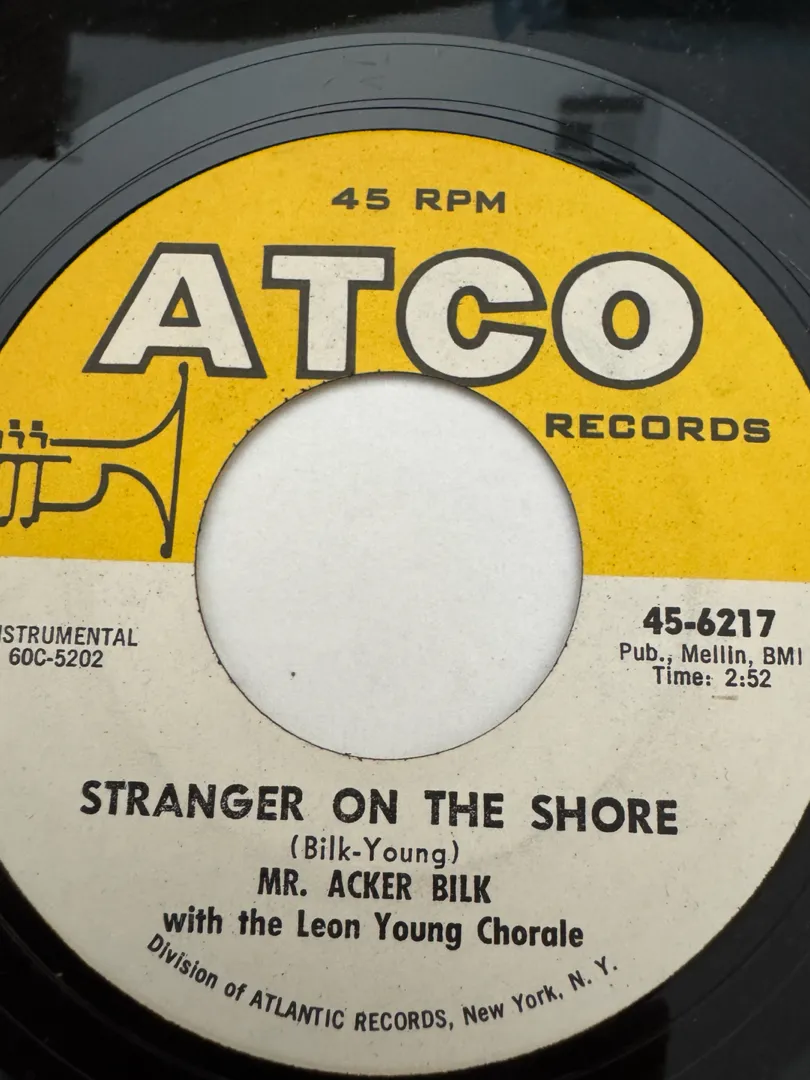 45 RPM
ATCO
RECORDS
NSTRUMENTAL
60C-5202
45-6217
Pub., Mellin, BMI
Time: 2:52
STRANGER ON THE SHORE
(Bilk-Young)
MR. ACKER BILK
with the Leon Young Chorale
Division of ATLANTIC RECORDS, New York, N. Y.